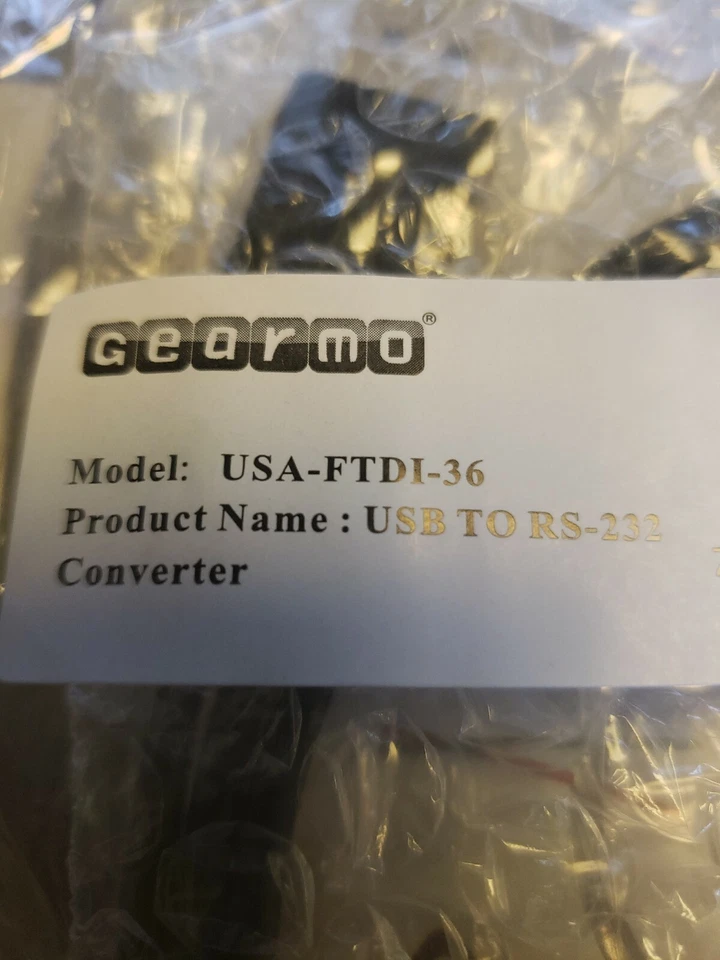 Gearmo®
Model: USA-FTDI-36
Product Name : USB TO RS-232
Converter